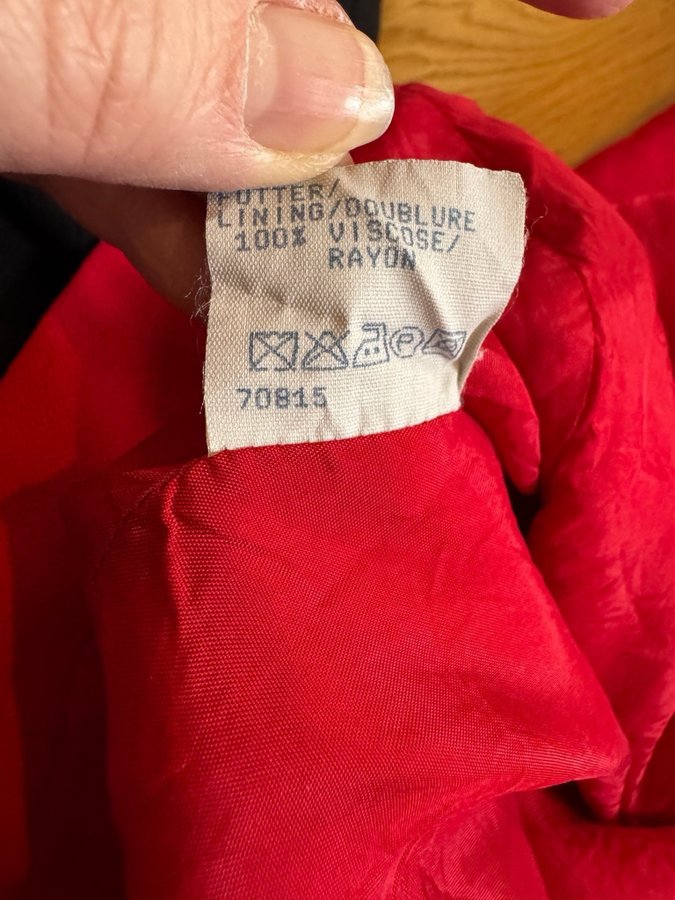 FUTTER/
LINING/DOUBLURE
100% VISCOSE/
RAYON
70815